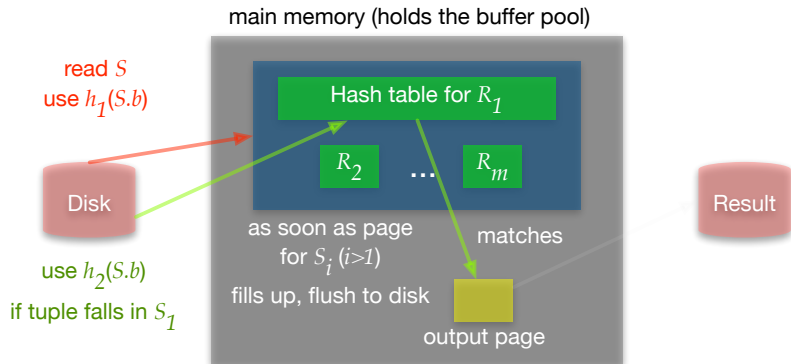 main memory (holds the buffer pool)
read S
use h₁(S.b)
Hash table for R₁
R₂ ... Rₘ
Disk
Result
as soon as page
for Sᵢ (i>1)
fills up, flush to disk
matches
use h₂(S.b)
if tuple falls in S₁
output page